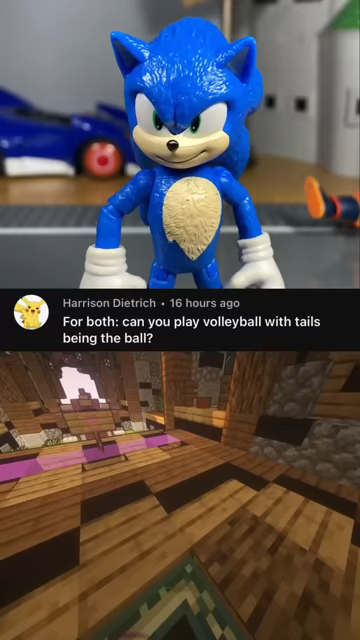 Harrison Dietrich • 16 hours ago
For both: can you play volleyball with tails
being the ball?